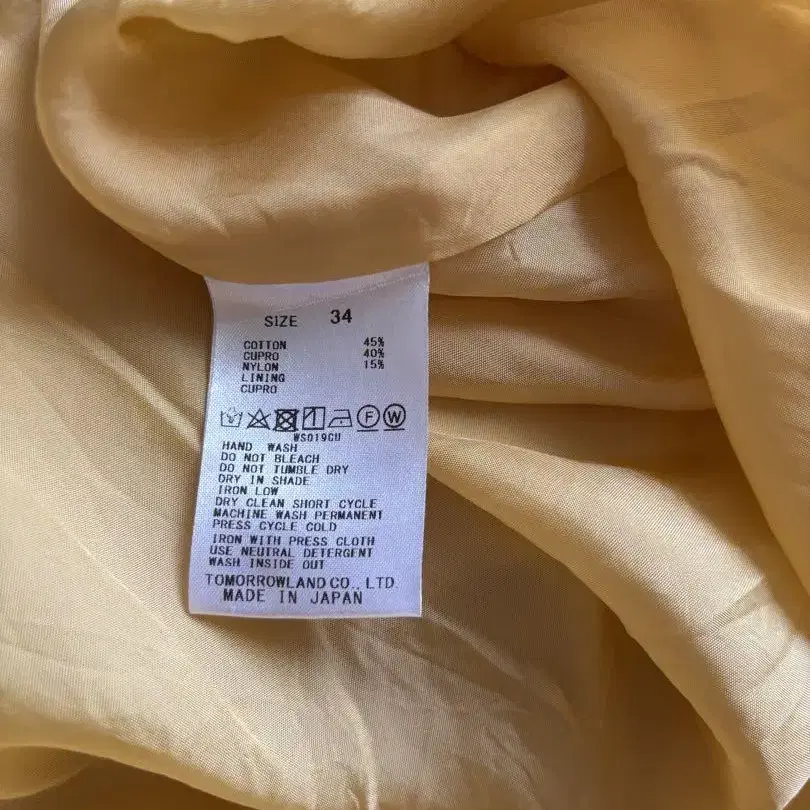 SIZE 34
COTTON 45%
CUPRO 40%
NYLON 15%
LINING
CUPRO
F W
WS019GU
HAND WASH
DO NOT BLEACH
DO NOT TUMBLE DRY
DRY IN SHADE
IRON LOW
DRY CLEAN SHORT CYCLE
MACHINE WASH PERMANENT
PRESS CYCLE COLD
IRON WITH PRESS CLOTH
USE NEUTRAL DETERGENT
WASH INSIDE OUT
TOMORROWLAND CO., LTD.
MADE IN JAPAN